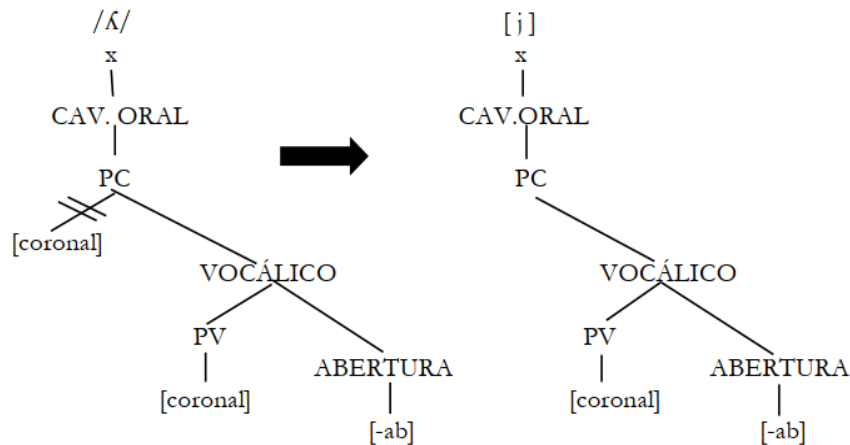 /ʎ/ [ j ]
x x
CAV. ORAL CAV.ORAL
PC PC
[coronal]
VOCÁLICO VOCÁLICO
PV PV
ABERTURA ABERTURA
[coronal] [coronal]
[-ab] [-ab]